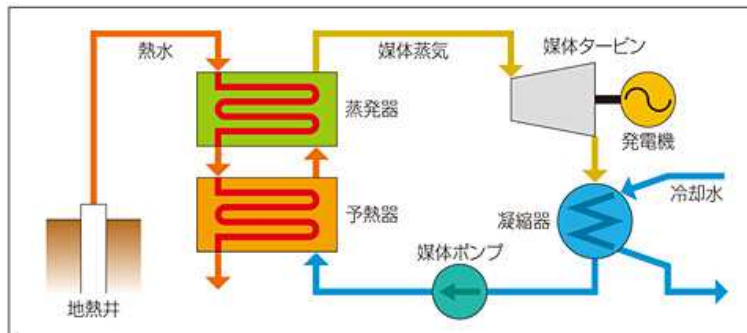 熱水
媒体蒸気
媒体タービン
蒸発器
発電機
予熱器
凝縮器
冷却水
媒体ポンプ
地熱井